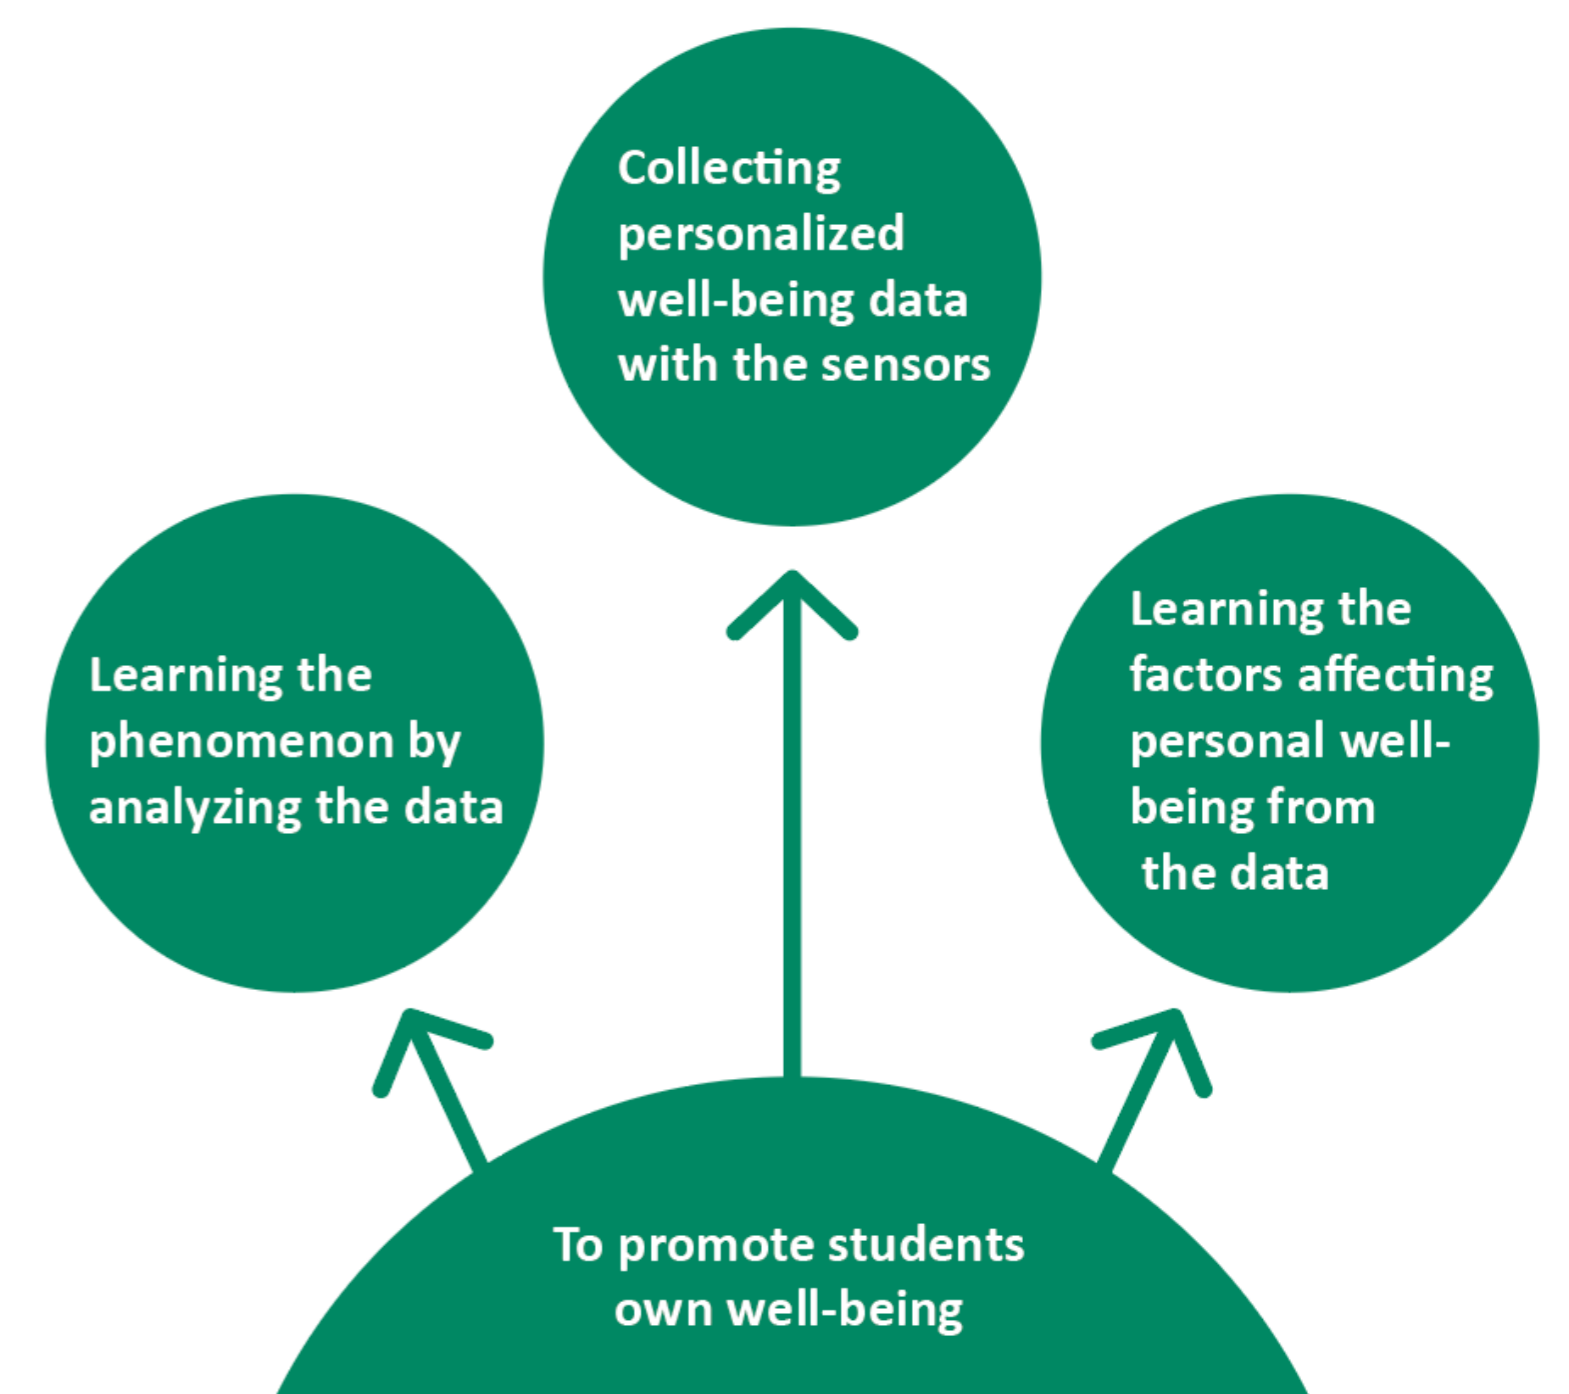 Collecting
personalized
well-being data
with the sensors
Learning the
phenomenon by
analyzing the data
Learning the
factors affecting
personal well-
being from
the data
To promote students
own well-being